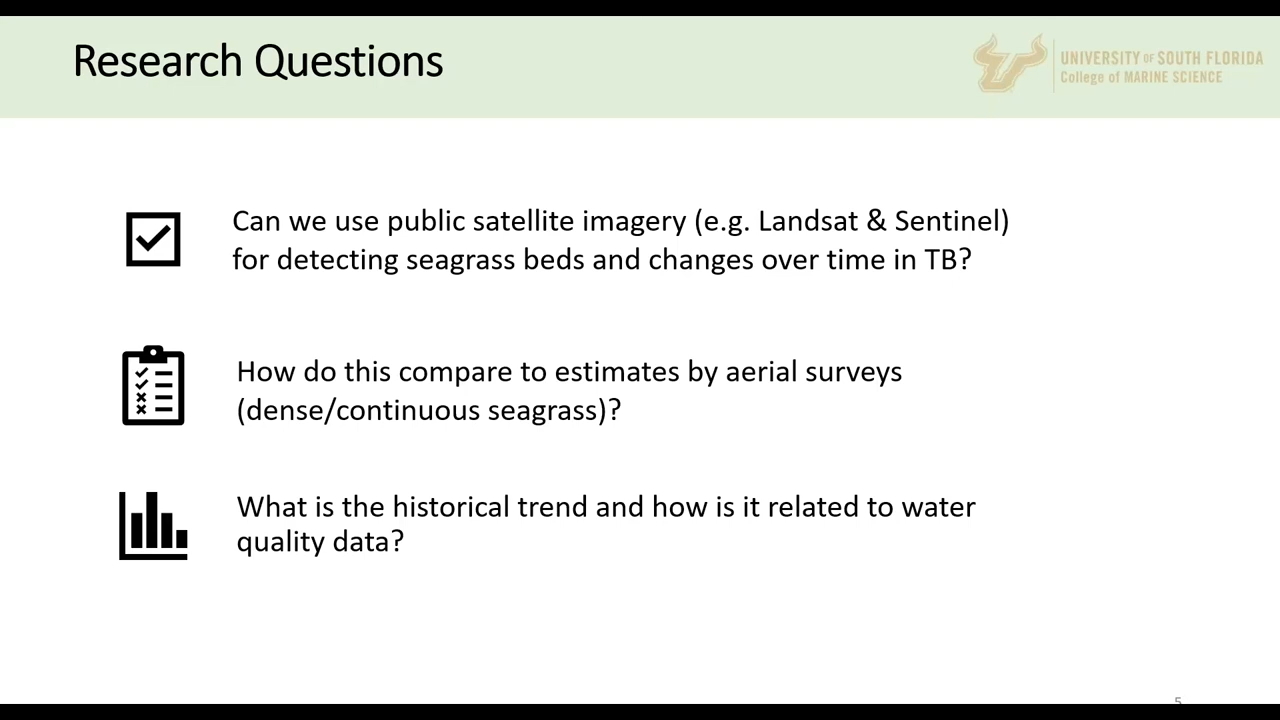 Research Questions
UNIVERSITY OF SOUTH FLORIDA
College of MARINE SCIENCE
Can we use public satellite imagery (e.g. Landsat & Sentinel)
for detecting seagrass beds and changes over time in TB?
How do this compare to estimates by aerial surveys
(dense/continuous seagrass)?
What is the historical trend and how is it related to water
quality data?
5